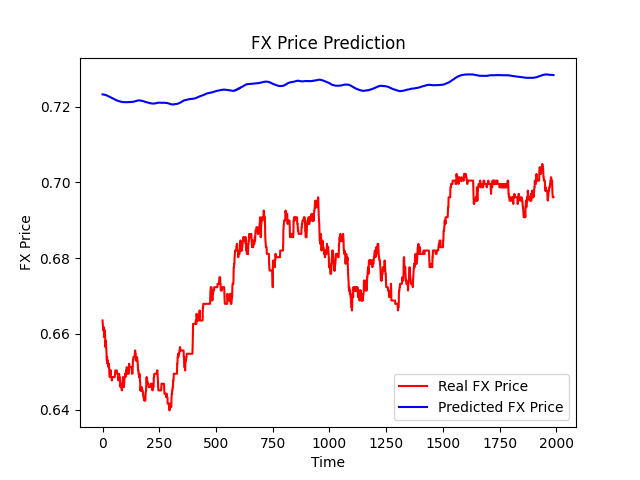 FX Price Prediction
FX Price
0.72
0.70
0.68
0.66
0.64
Real FX Price
Predicted FX Price
0 250 500 750 1000 1250 1500 1750 2000
Time